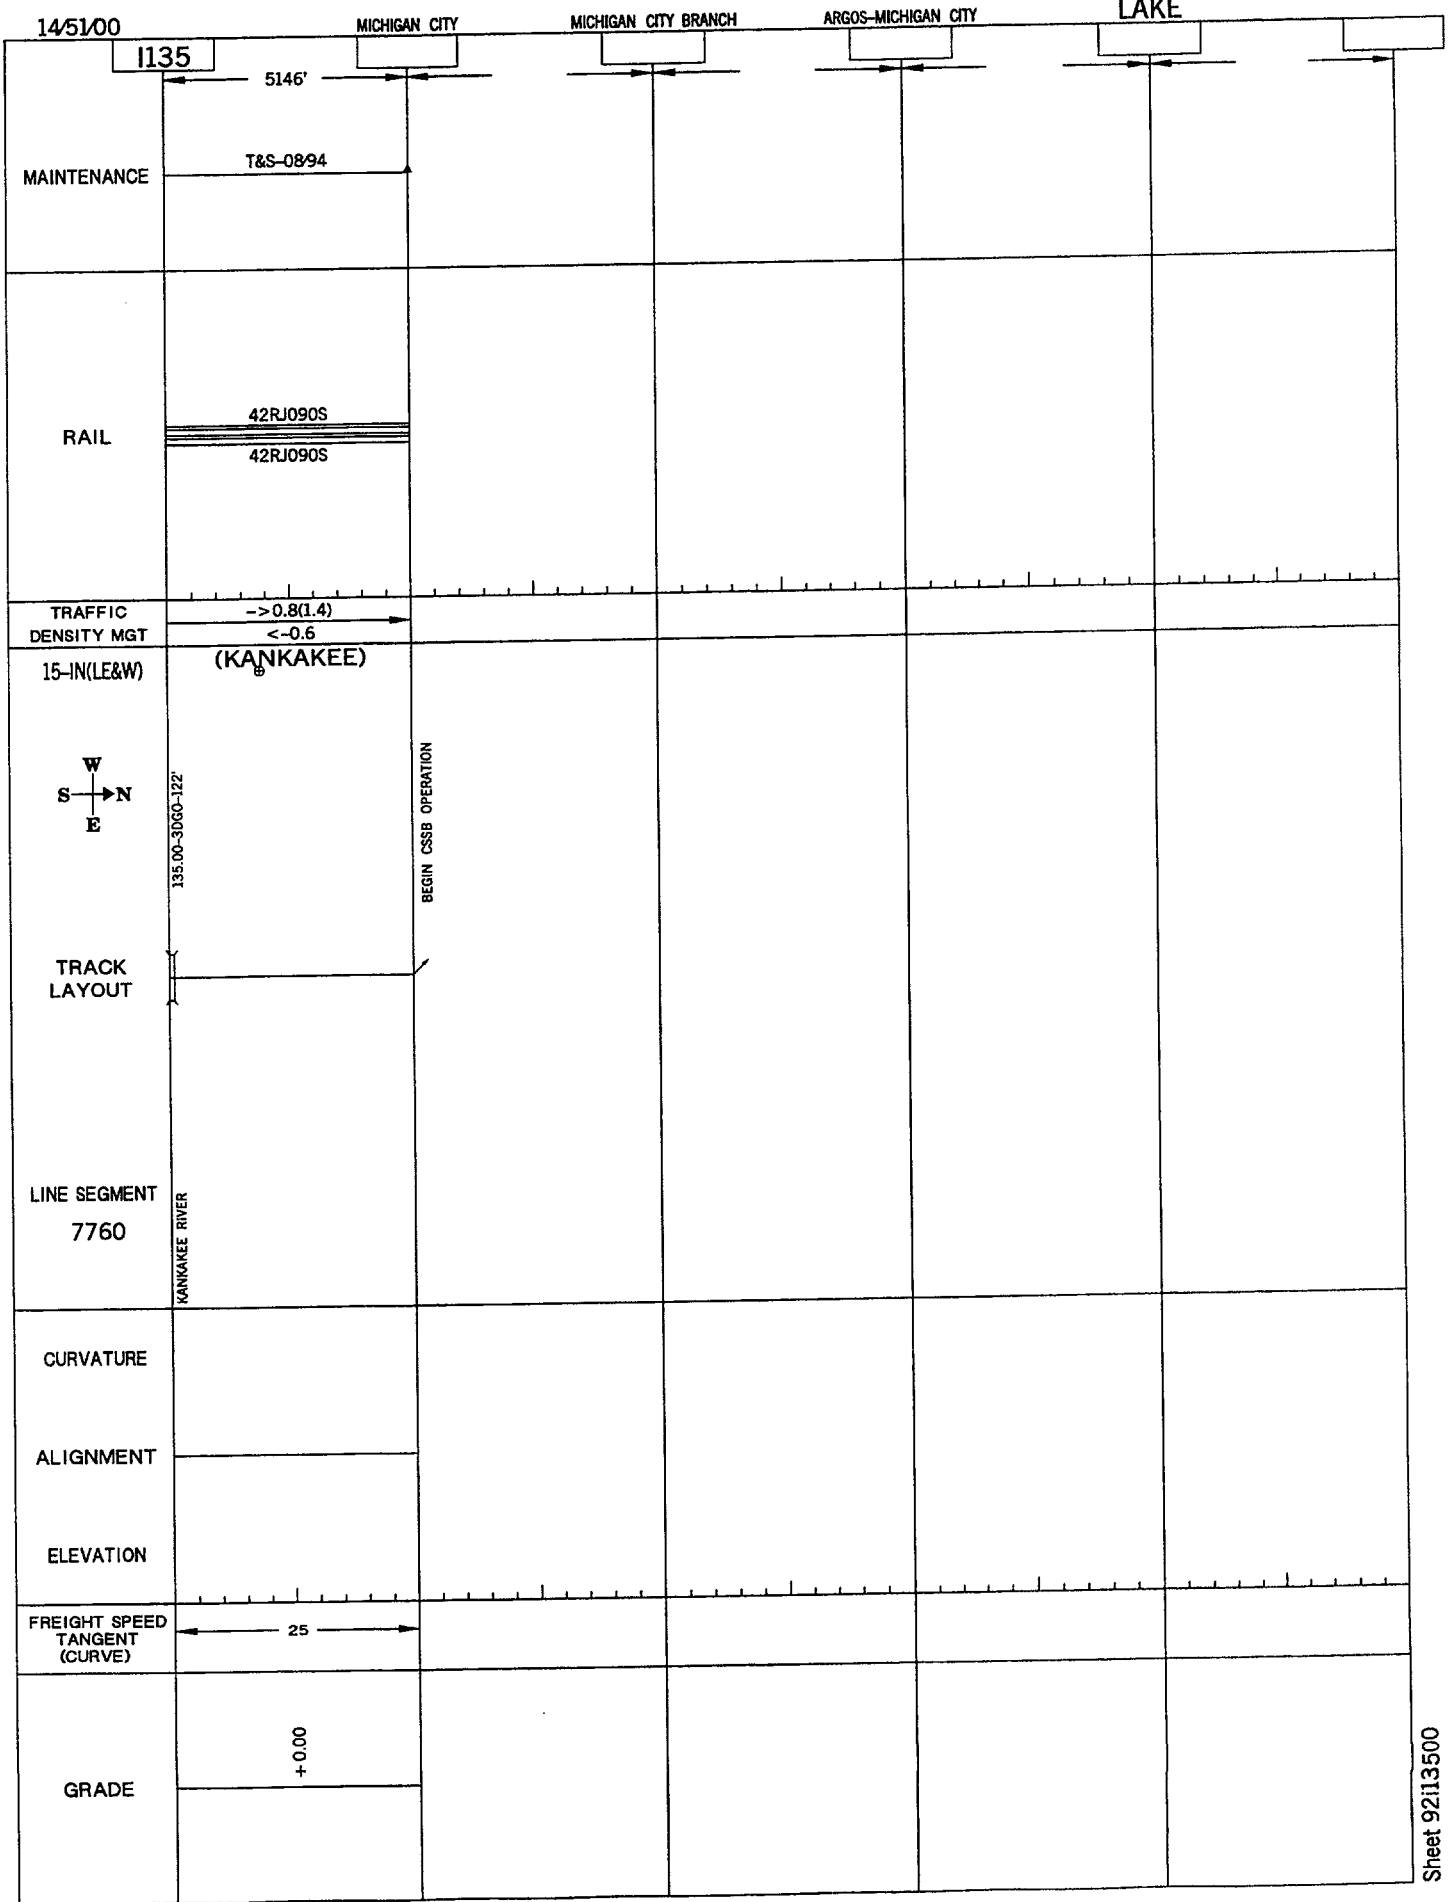 14/51/00
MICHIGAN CITY
MICHIGAN CITY BRANCH
ARGOS-MICHIGAN CITY
LAKE
I135
5146'
MAINTENANCE
T&S-08/94
RAIL
42RJ090S
42RJ090S
TRAFFIC
DENSITY MGT
->0.8(1.4)
<-0.6
15-IN(LE&W)
(KANKAKEE)
W
S
N
E
135.00-3DGO-122'
BEGIN CSSB OPERATION
TRACK
LAYOUT
LINE SEGMENT
7760
KANKAKEE RIVER
CURVATURE
ALIGNMENT
ELEVATION
FREIGHT SPEED
TANGENT
(CURVE)
25
GRADE
+0.00
Sheet 92i13500